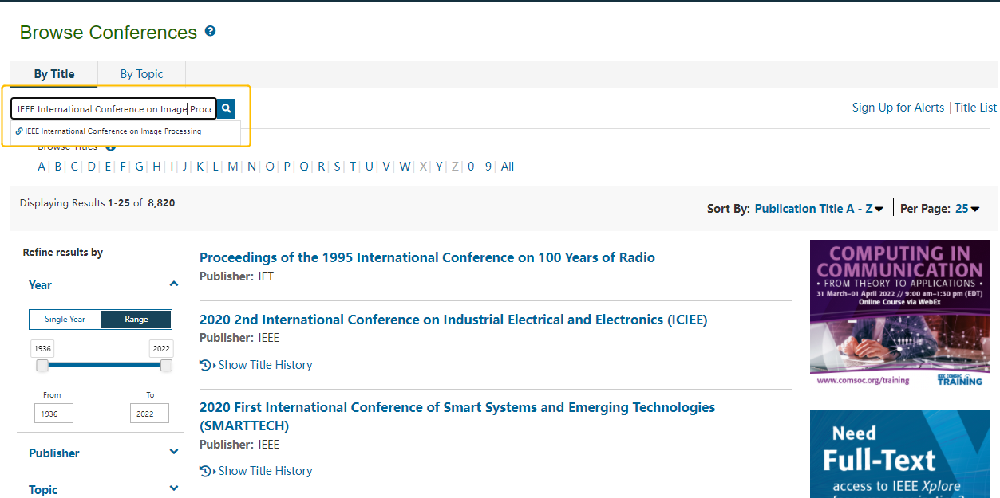 Browse Conferences ?
By Title
By Topic
IEEE International Conference on Image Proc
IEEE International Conference on Image Processing
Sign Up for Alerts | Title List
Browse Titles
A | B | C | D | E | F | G | H | I | J | K | L | M | N | O | P | Q | R | S | T | U | V | W | X | Y | Z | 0 - 9 | All
Displaying Results 1-25 of 8,820
Sort By: Publication Title A - Z
Per Page: 25
Refine results by
Year
Single Year
Range
1936
2022
From
To
1936
2022
Publisher
Topic
Proceedings of the 1995 International Conference on 100 Years of Radio
Publisher: IET
2020 2nd International Conference on Industrial Electrical and Electronics (ICIEE)
Publisher: IEEE
Show Title History
2020 First International Conference of Smart Systems and Emerging Technologies
(SMARTTECH)
Publisher: IEEE
Show Title History
COMPUTING IN
COMMUNICATION
• FROM THEORY TO APPLICATIONS •
31 March–01 April 2022 // 9:00 am–1:30 pm (EDT)
Online Course via WebEx
www.comsoc.org/training
IEEE COMSOC
TRAINING
Need
Full-Text
access to IEEE Xplore